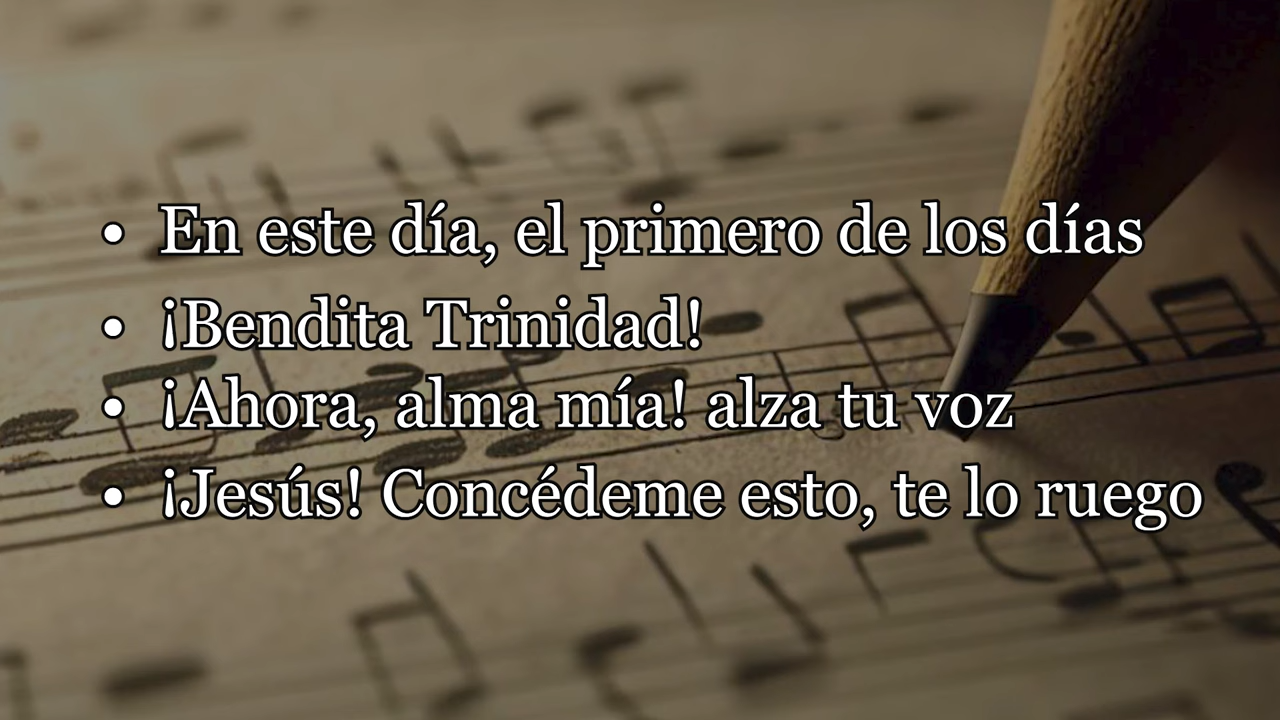 • En este día, el primero de los días
• ¡Bendita Trinidad!
• ¡Ahora, alma mía! alza tu voz
• ¡Jesús! Concédeme esto, te lo ruego